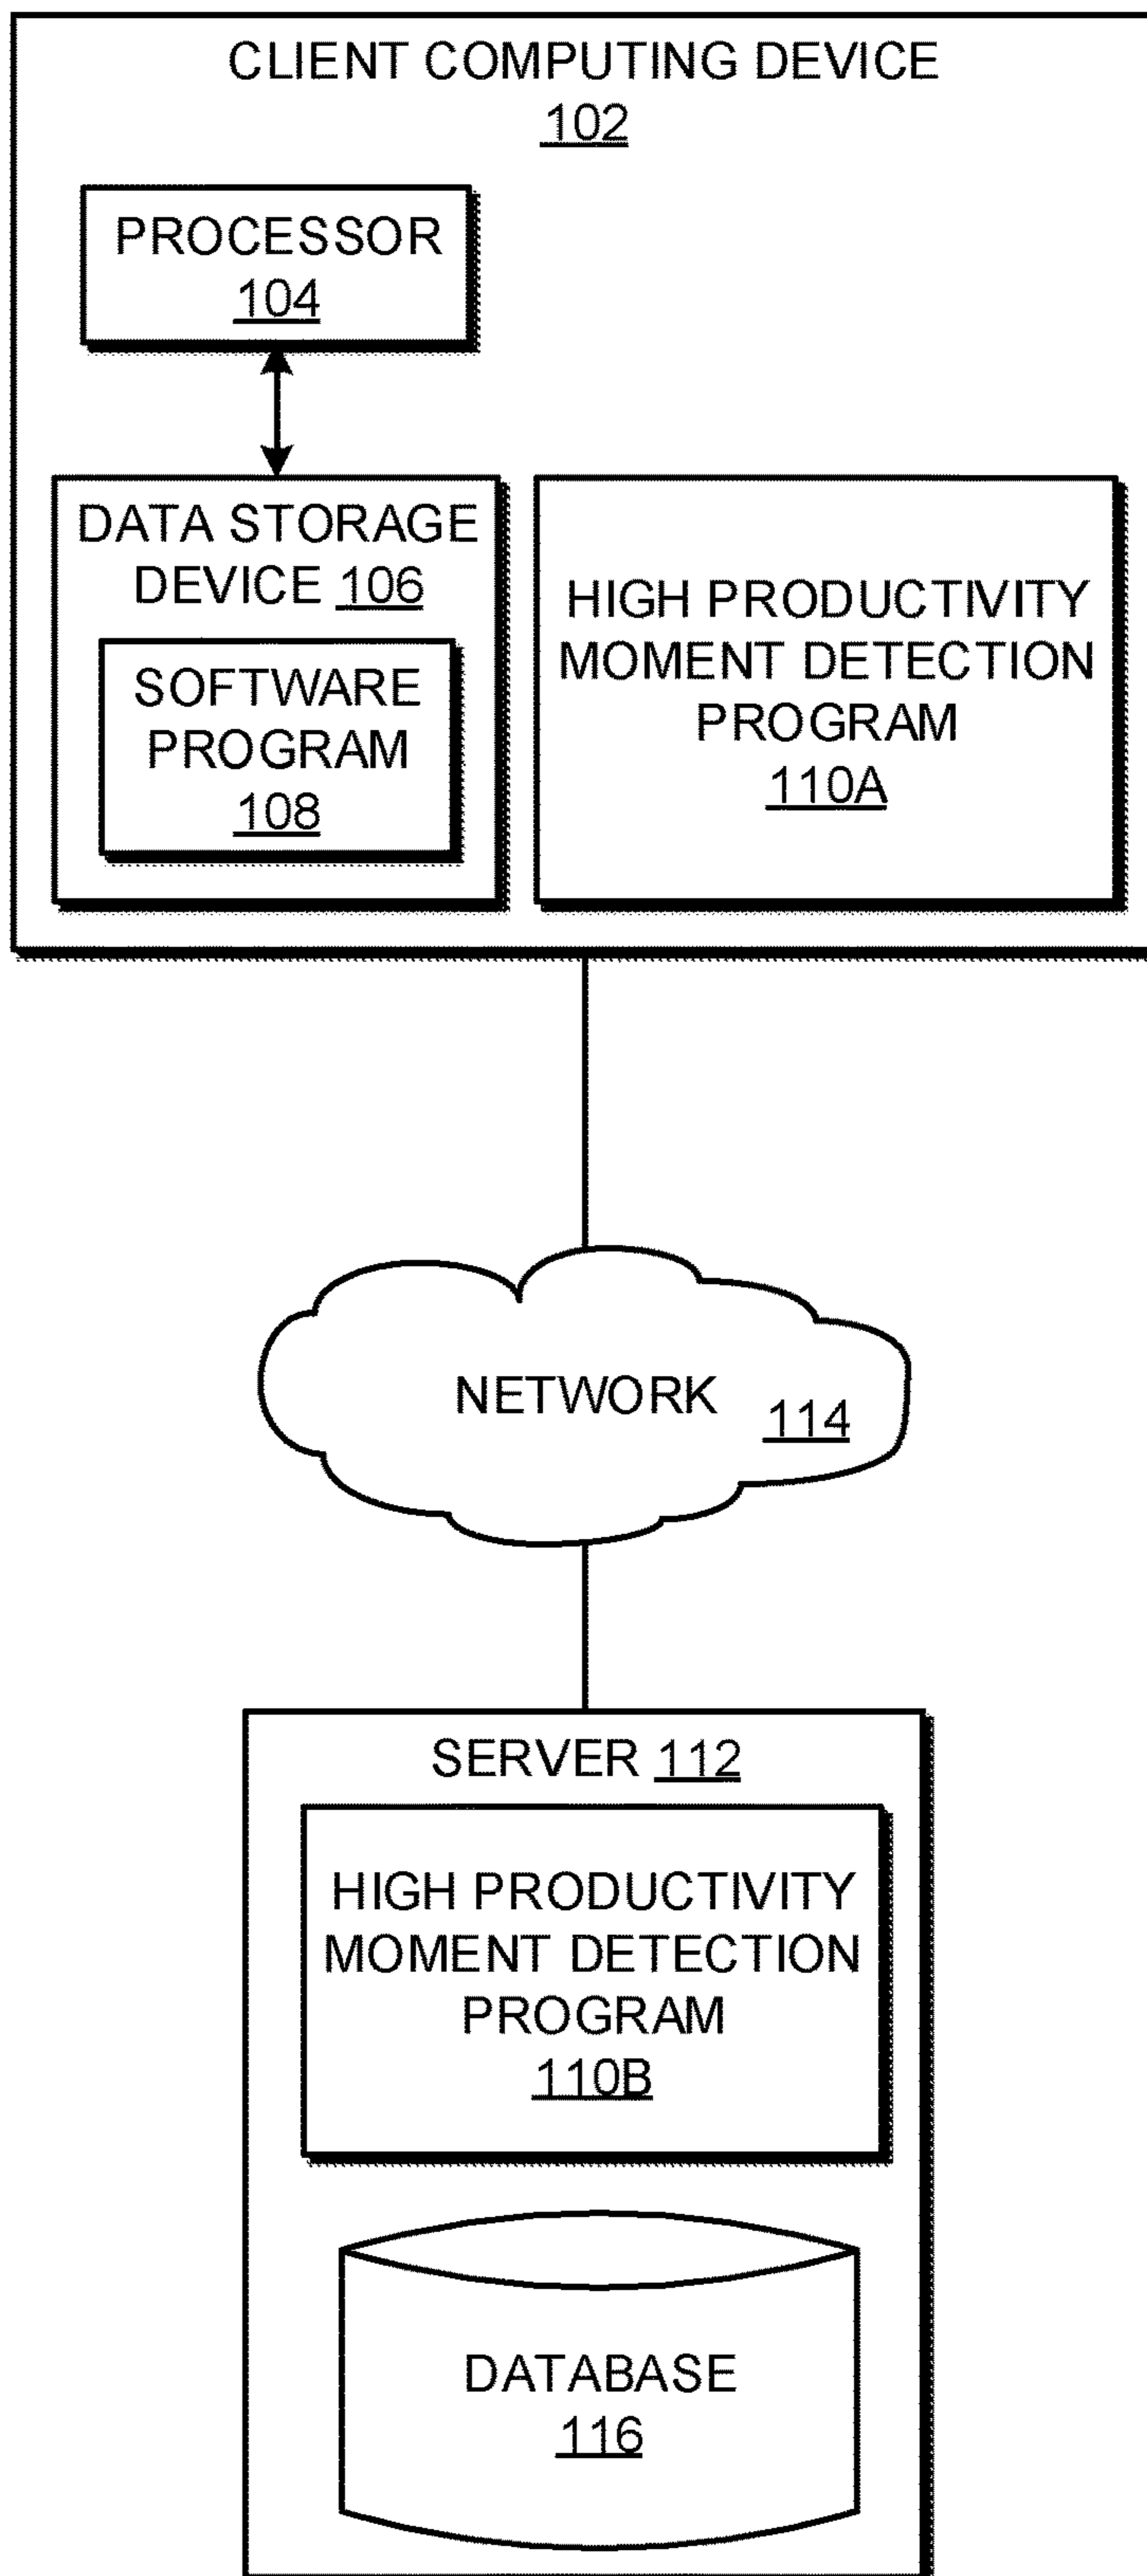 CLIENT COMPUTING DEVICE
102
PROCESSOR
104
DATA STORAGE
DEVICE 106
SOFTWARE
PROGRAM
108
HIGH PRODUCTIVITY
MOMENT DETECTION
PROGRAM
110A
NETWORK 114
SERVER 112
HIGH PRODUCTIVITY
MOMENT DETECTION
PROGRAM
110B
DATABASE
116